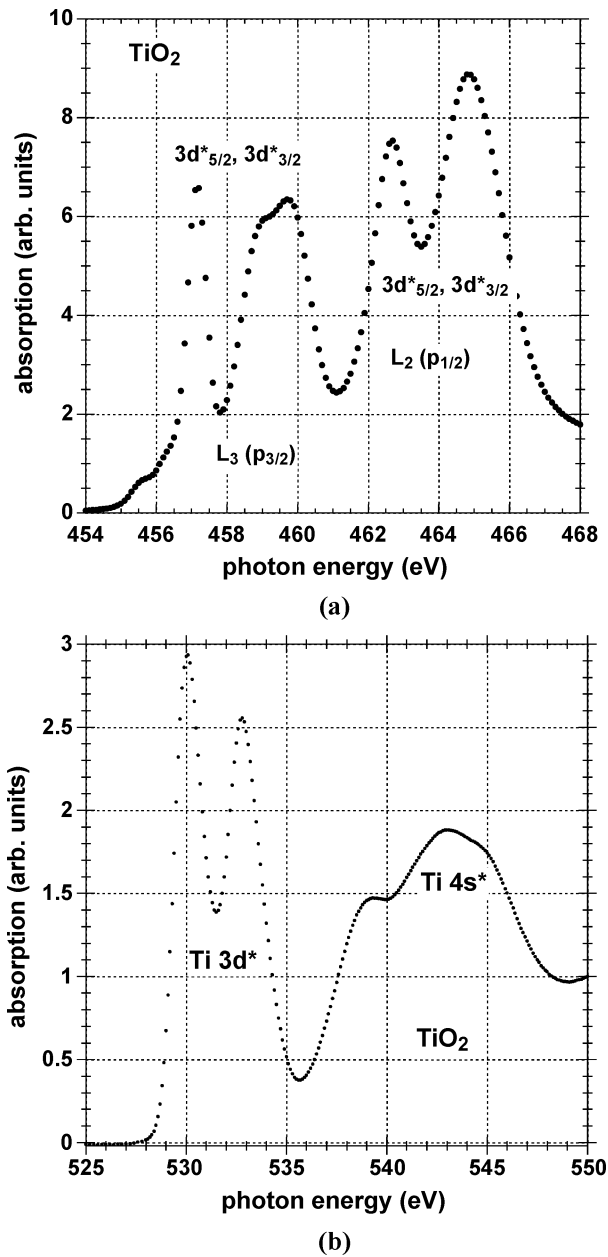 10
TiO2
8
3d*5/2, 3d*3/2
6
3d*5/2, 3d*3/2
4
L2 (p1/2)
2
L3 (p3/2)
0
absorption (arb. units)
454 456 458 460 462 464 466 468
photon energy (eV)
(a)
3
2.5
2
Ti 4s*
1.5
Ti 3d*
1
TiO2
0.5
0
absorption (arb. units)
525 530 535 540 545 550
photon energy (eV)
(b)